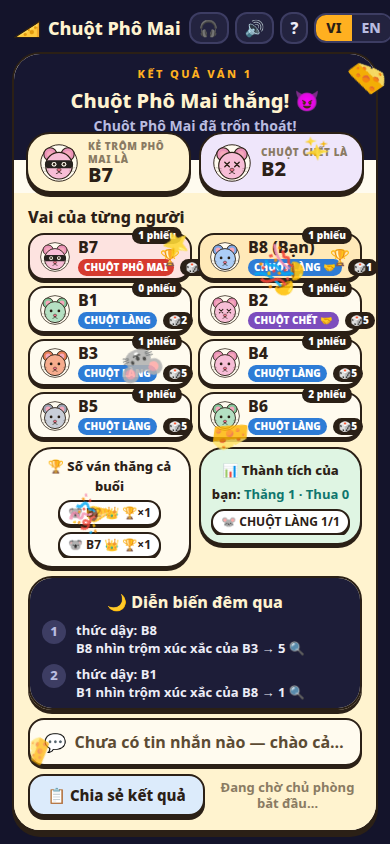 Chuột Phô Mai
?
VI EN
KẾT QUẢ VÁN 1
Chuột Phô Mai thắng! 😈
Chuột Phô Mai đã trốn thoát!
KẺ TRỘM PHÔ MAI LÀ
B7
CHUỘT CHẾT LÀ
B2
Vai của từng người
1 phiếu
B7
CHUỘT PHÔ MAI
1 phiếu
B8 (Bạn)
CHUỘT LÀNG
1
0 phiếu
B1
CHUỘT LÀNG
2
1 phiếu
B2
CHUỘT CHẾT
5
1 phiếu
B3
CHUỘT LÀNG
5
1 phiếu
B4
CHUỘT LÀNG
5
1 phiếu
B5
CHUỘT LÀNG
5
2 phiếu
B6
CHUỘT LÀNG
5
🏆 Số ván thắng cả buổi
👑 🏆×1
B7 👑 🏆×1
📊 Thành tích của bạn: Thắng 1 · Thua 0
CHUỘT LÀNG 1/1
🌙 Diễn biến đêm qua
1
thức dậy: B8
B8 nhìn trộm xúc xắc của B3 → 5 🔍
2
thức dậy: B1
B1 nhìn trộm xúc xắc của B8 → 1 🔍
💬 Chưa có tin nhắn nào — chào cả...
📋 Chia sẻ kết quả
Đang chờ chủ phòng bắt đầu...